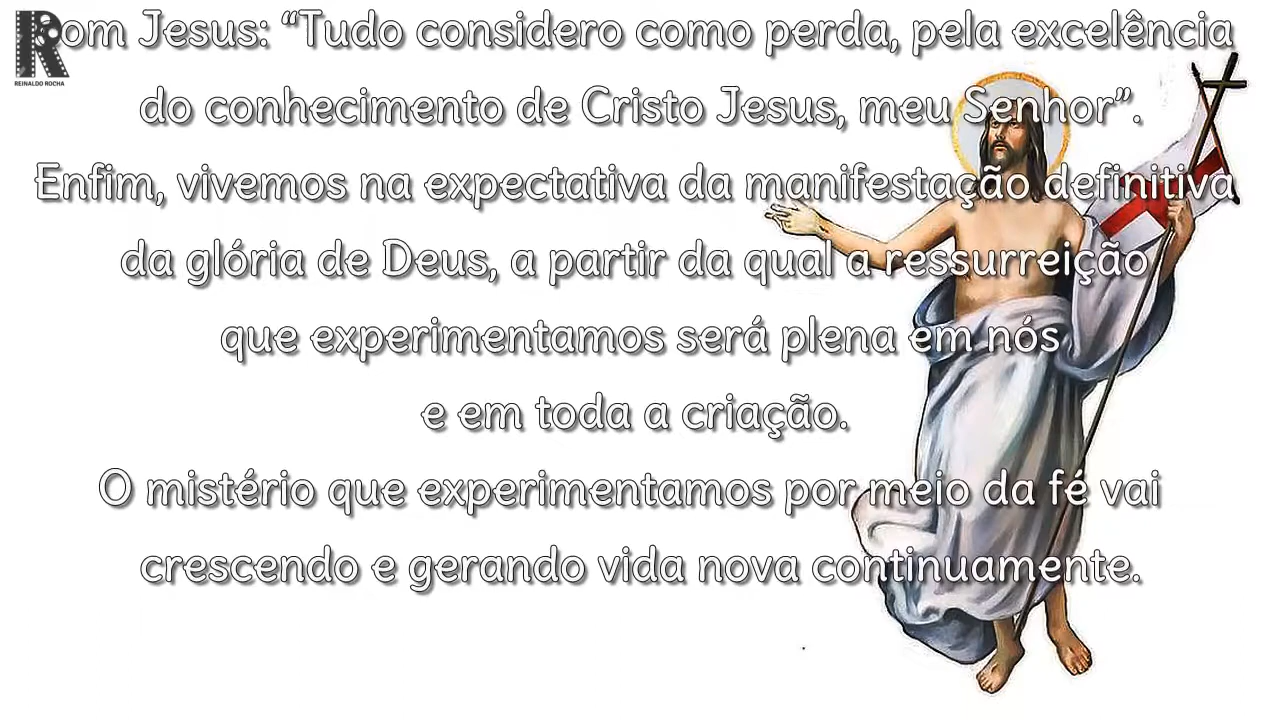 com Jesus: “Tudo considero como perda, pela excelência
do conhecimento de Cristo Jesus, meu Senhor”.
Enfim, vivemos na expectativa da manifestação definitiva
da glória de Deus, a partir da qual a ressurreição
que experimentamos será plena em nós
e em toda a criação.
O mistério que experimentamos por meio da fé vai
crescendo e gerando vida nova continuamente.
R
REINALDO ROCHA